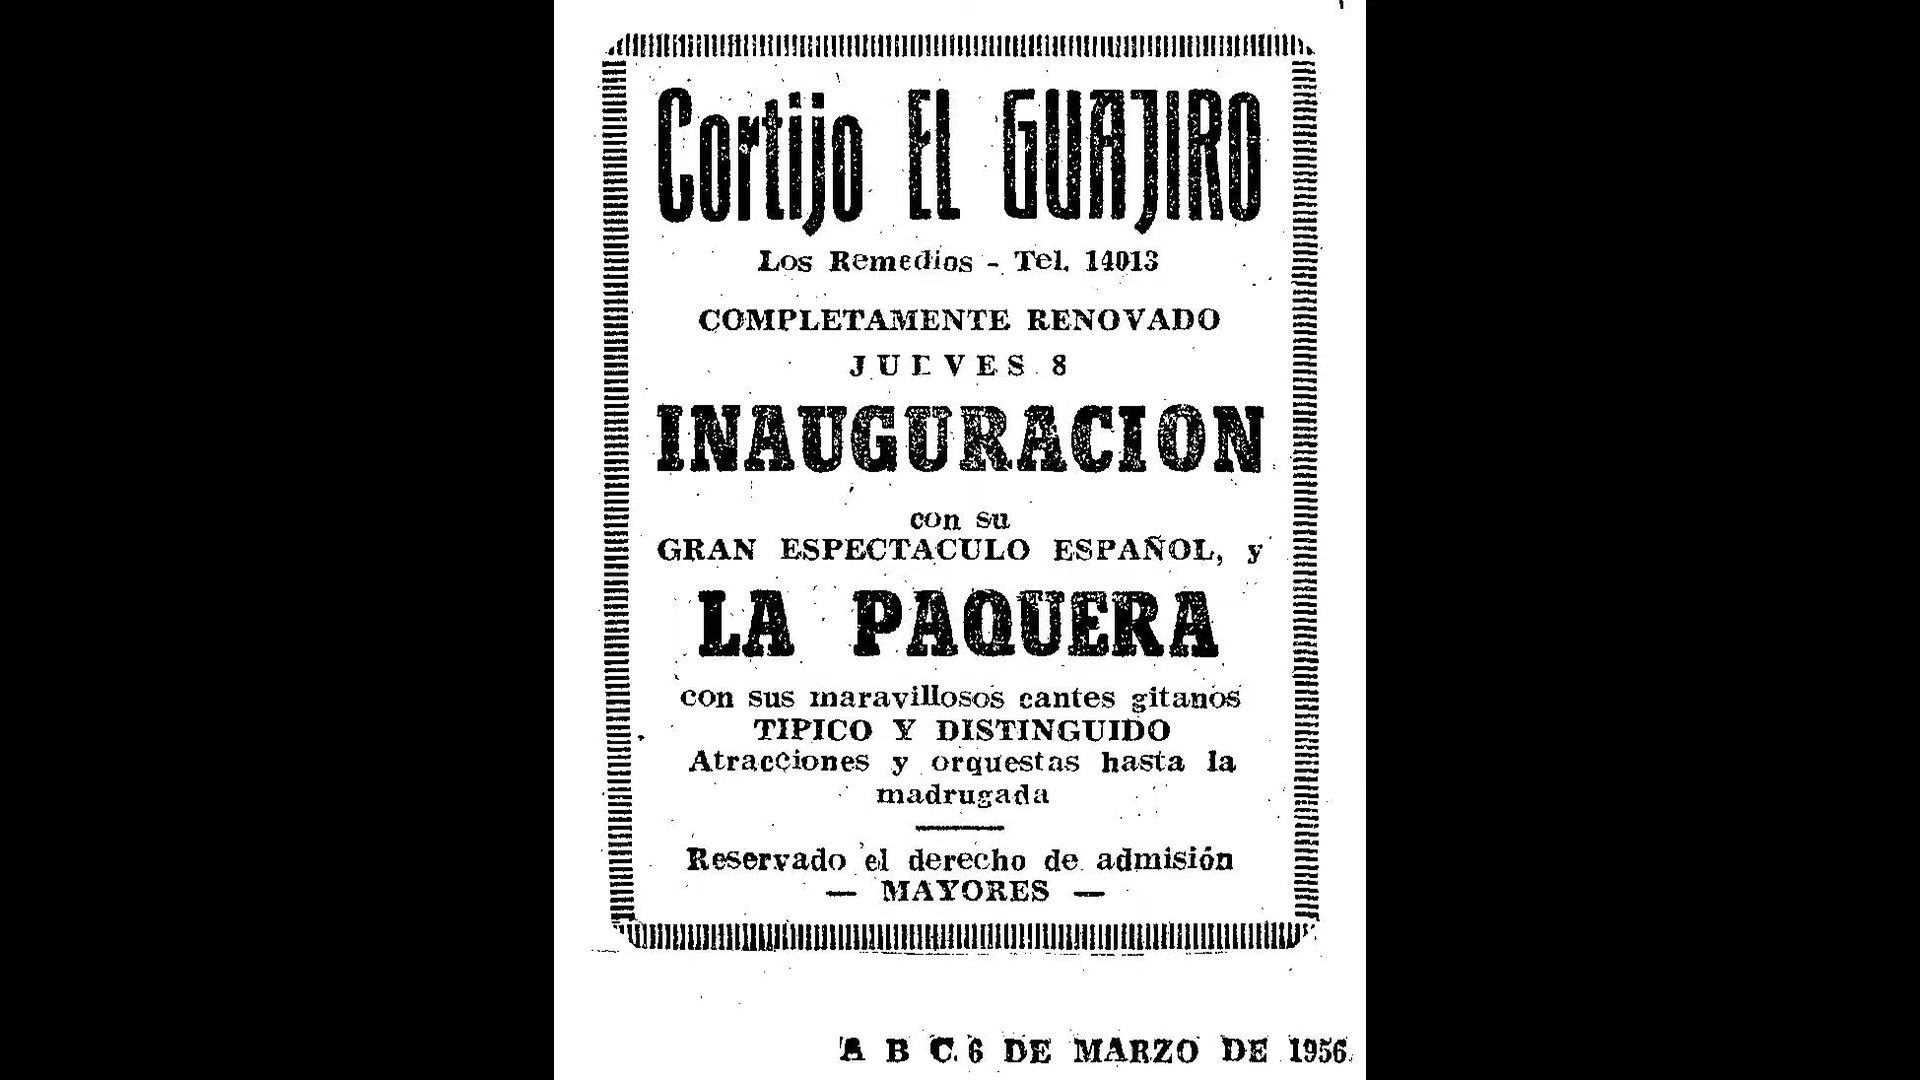 Cortijo EL GUAJIRO
Los Remedios - Tel. 14013
COMPLETAMENTE RENOVADO
JUEVES 8
INAUGURACION
con su
GRAN ESPECTACULO ESPAÑOL, y
LA PAQUERA
con sus maravillosos cantes gitanos
TIPICO Y DISTINGUIDO
Atracciones y orquestas hasta la
madrugada
Reservado el derecho de admisión
— MAYORES —
A B C. 6 DE MARZO DE 1956